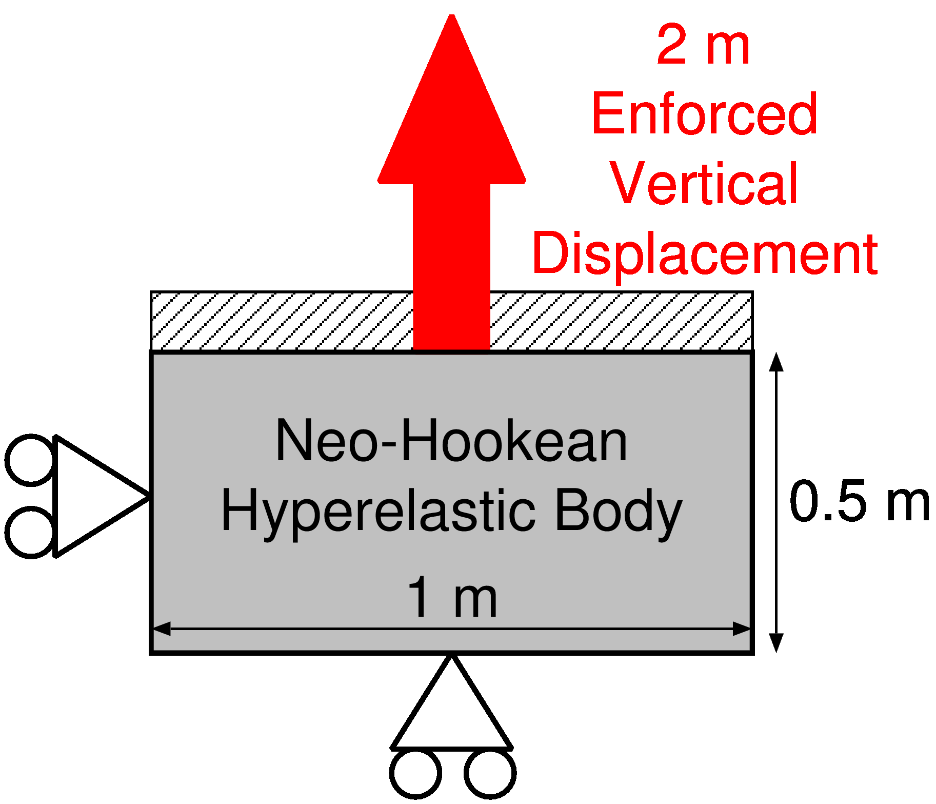 2 m
Enforced
Vertical
Displacement
Neo-Hookean
Hyperelastic Body
0.5 m
1 m